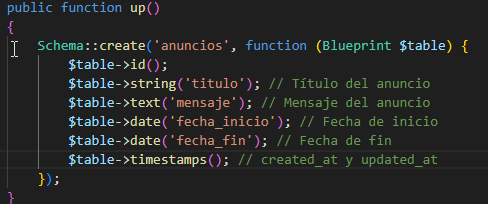 public function up()
{
    Schema::create('anuncios', function (Blueprint $table) {
        $table->id();
        $table->string('titulo'); // Título del anuncio
        $table->text('mensaje'); // Mensaje del anuncio
        $table->date('fecha_inicio'); // Fecha de inicio
        $table->date('fecha_fin'); // Fecha de fin
        $table->timestamps(); // created_at y updated_at
    });
}